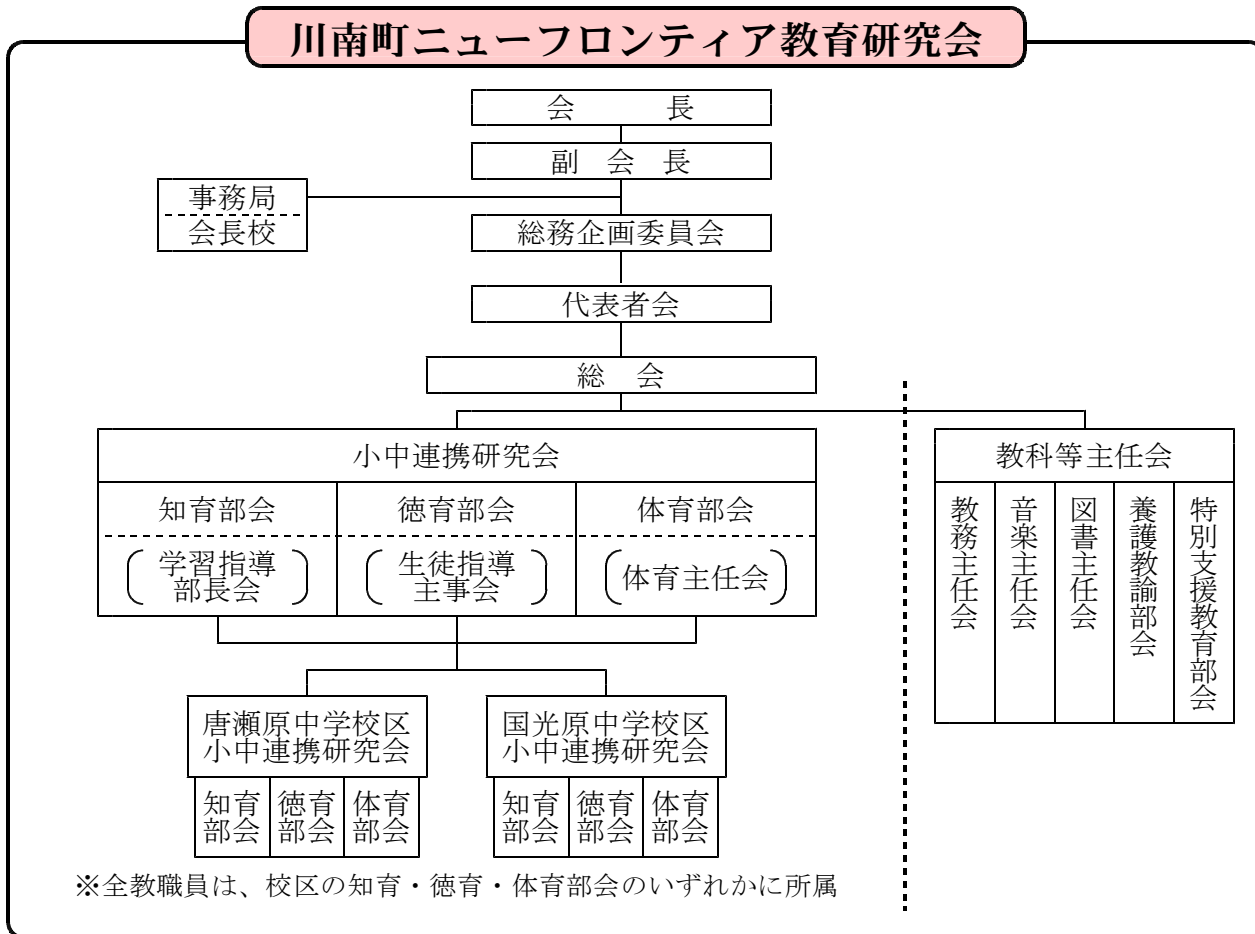 川南町ニューフロンティア教育研究会
会　　　長
副　会　長
事務局
会長校
総務企画委員会
代表者会
総　会
小中連携研究会
知育部会
徳育部会
体育部会
学習指導
部長会
生徒指導
主事会
体育主任会
教科等主任会
教務主任会
音楽主任会
図書主任会
養護教諭部会
特別支援教育部会
唐瀬原中学校区
小中連携研究会
知育
部会
徳育
部会
体育
部会
国光原中学校区
小中連携研究会
知育
部会
徳育
部会
体育
部会
※全教職員は、校区の知育・徳育・体育部会のいずれかに所属